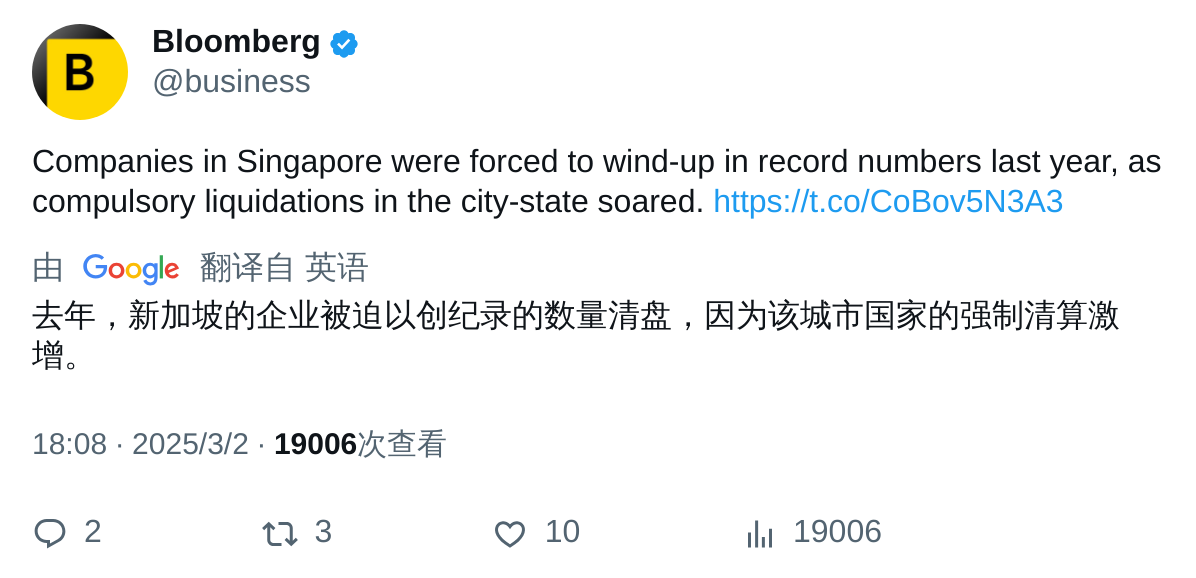 B
Bloomberg
@business
Companies in Singapore were forced to wind-up in record numbers last year, as
compulsory liquidations in the city-state soared. https://t.co/CoBov5N3A3
由 Google 翻译自 英语
去年，新加坡的企业被迫以创纪录的数量清盘，因为该城市国家的强制清算激
增。
18:08 · 2025/3/2 · 19006次查看
2 3 10 19006